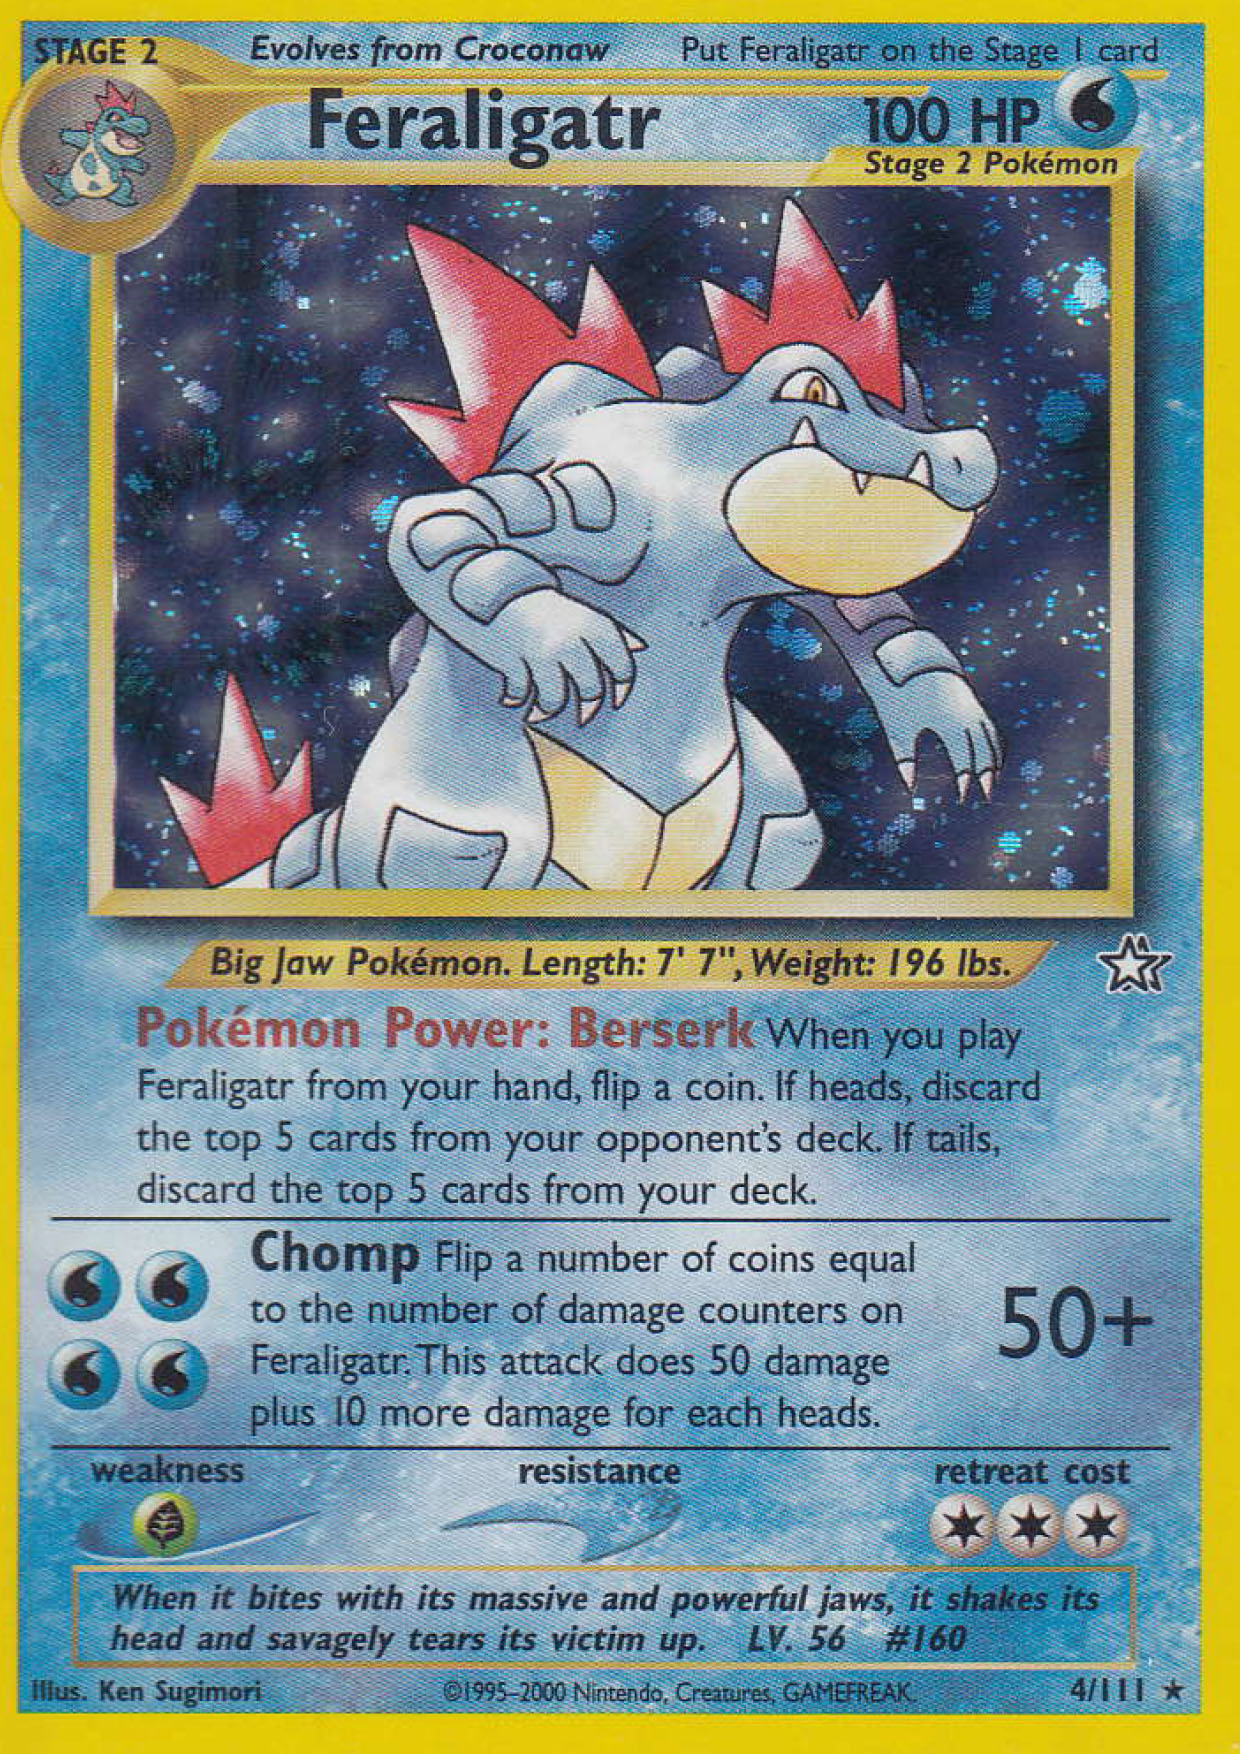 STAGE 2 Evolves from Croconaw Put Feraligatr on the Stage 1 card
Feraligatr 100 HP
Stage 2 Pokémon
Big Jaw Pokémon. Length: 7' 7", Weight: 196 lbs.
Pokémon Power: Berserk When you play
Feraligatr from your hand, flip a coin. If heads, discard
the top 5 cards from your opponent's deck. If tails,
discard the top 5 cards from your deck.
Chomp Flip a number of coins equal
to the number of damage counters on
Feraligatr. This attack does 50 damage
plus 10 more damage for each heads.
50+
weakness resistance retreat cost
When it bites with its massive and powerful jaws, it shakes its
head and savagely tears its victim up. LV. 56 #160
Illus. Ken Sugimori ©1995–2000 Nintendo, Creatures, GAMEFREAK. 4/111 ★